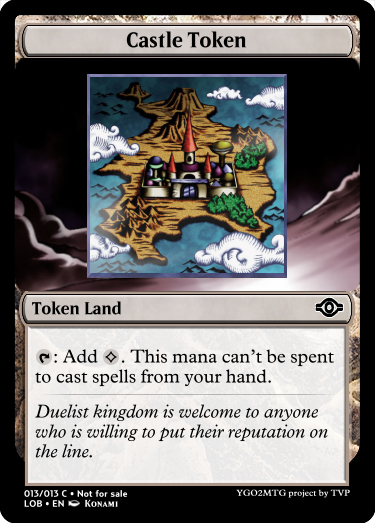 Castle Token
Token Land
: Add . This mana can't be spent
to cast spells from your hand.
Duelist kingdom is welcome to anyone
who is willing to put their reputation on
the line.
013/013 C • Not for sale
LOB • EN KONAMI
YGO2MTG project by TVP